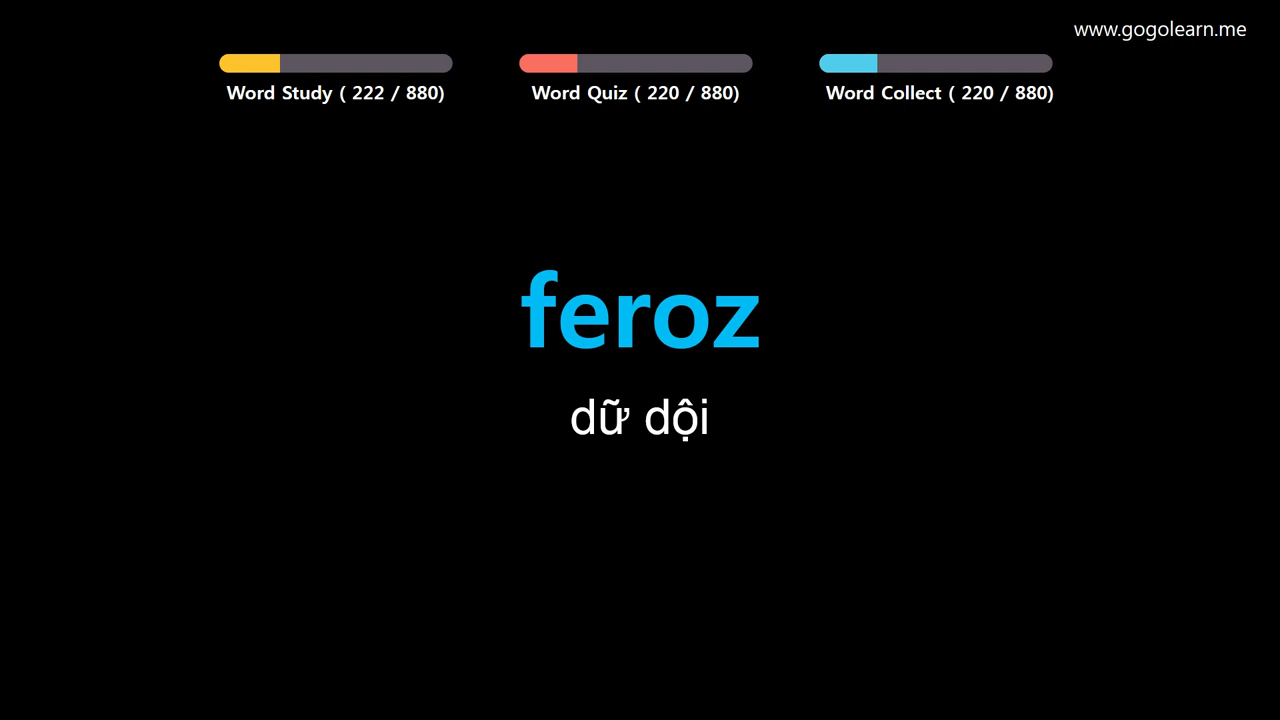 www.gogolearn.me
Word Study ( 222 / 880)
Word Quiz ( 220 / 880)
Word Collect ( 220 / 880)
feroz
dữ dội